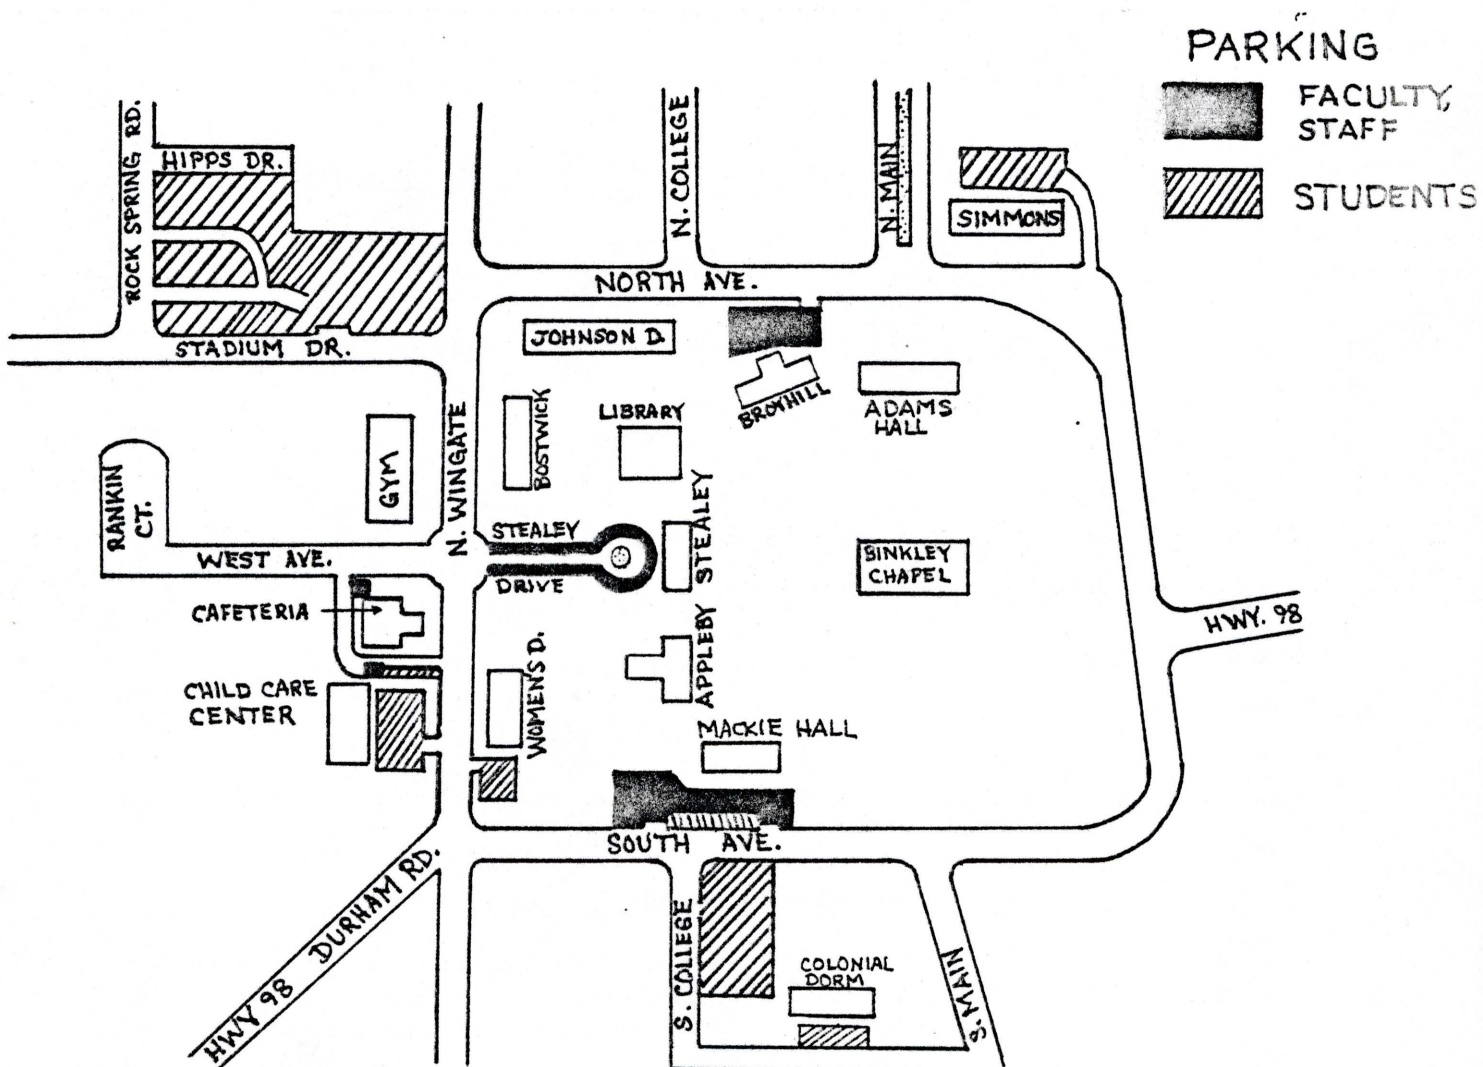 PARKING
FACULTY,
STAFF
STUDENTS
ROCK SPRING RD.
HIPPS DR.
N. COLLEGE
N. MAIN
SIMMONS
NORTH AVE.
STADIUM DR.
JOHNSON D.
BROYHILL
ADAMS
HALL
N. WINGATE
BOSTWICK
LIBRARY
GYM
RANKIN
CT.
WEST AVE.
STEALEY
DRIVE
STEALEY
BINKLEY
CHAPEL
HWY. 98
CAFETERIA
CHILD CARE
CENTER
WOMEN'S D.
APPLEBY
MACKIE HALL
SOUTH AVE.
HWY 98 DURHAM RD.
S. COLLEGE
COLONIAL
DORM
S. MAIN